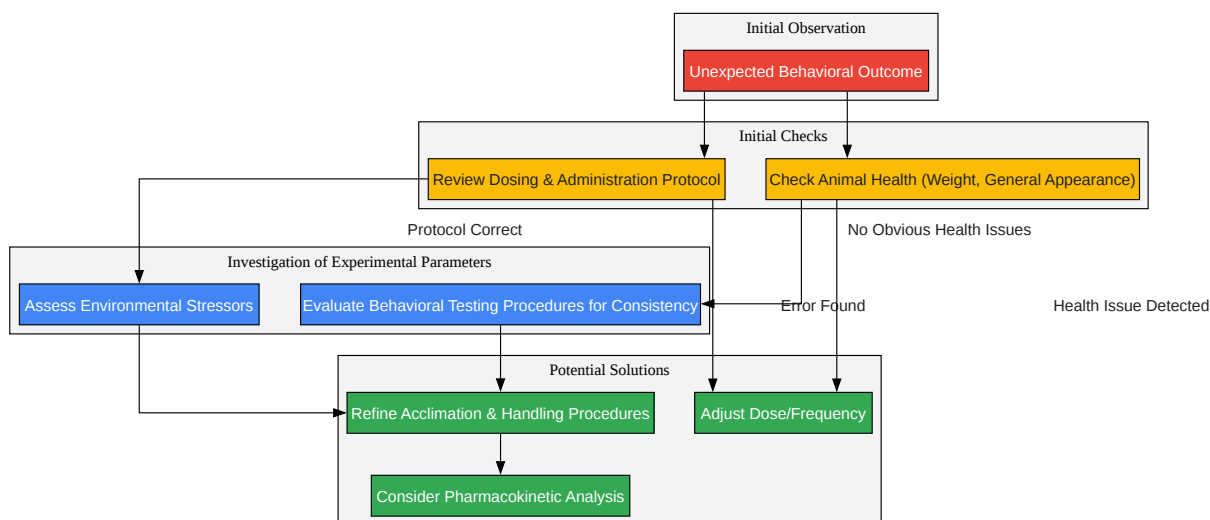 Initial Observation
Unexpected Behavioral Outcome
Initial Checks
Review Dosing & Administration Protocol
Check Animal Health (Weight, General Appearance)
Protocol Correct
No Obvious Health Issues
Investigation of Experimental Parameters
Assess Environmental Stressors
Evaluate Behavioral Testing Procedures for Consistency
Error Found
Health Issue Detected
Potential Solutions
Refine Acclimation & Handling Procedures
Adjust Dose/Frequency
Consider Pharmacokinetic Analysis